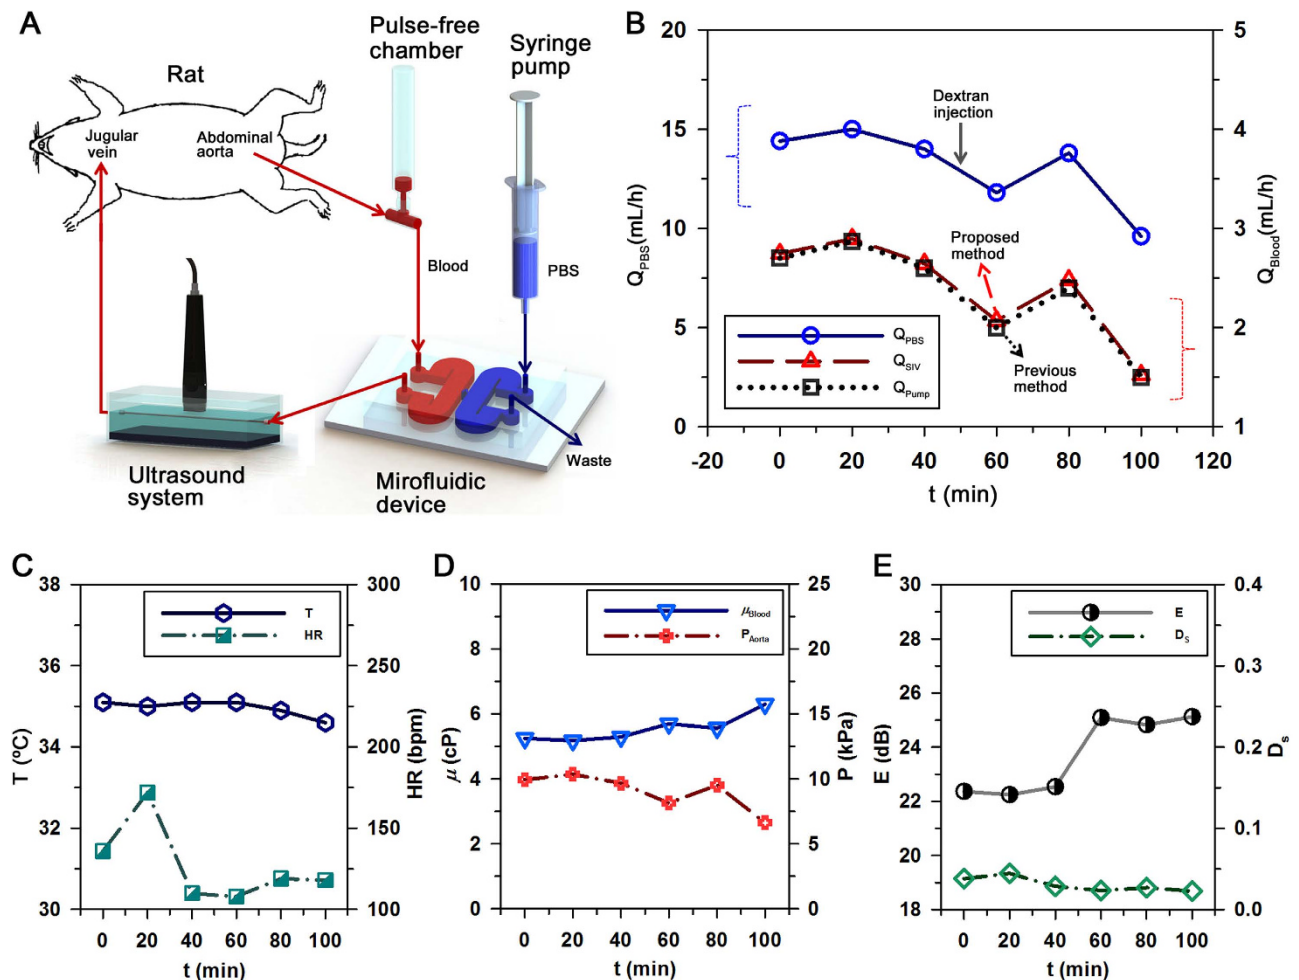 A
Pulse-free
chamber
Syringe
pump
Rat
Jugular
vein
Abdominal
aorta
Blood
PBS
Waste
Ultrasound
system
Mirofluidic
device
B
20
15
10
5
0
Q_PBS(mL/h)
5
4
3
2
1
Q_Blood(mL/h)
Dextran
injection
Proposed
method
Previous
method
Q_PBS
Q_SIV
Q_Pump
-20 0 20 40 60 80 100 120
t (min)
C
38
36
35
33
31
30
T (ºC)
300
250
200
150
100
HR (bpm)
T
HR
0 20 40 60 80 100
t (min)
D
10
8
6
4
2
0
μ (cP)
25
20
15
10
5
0
P (kPa)
μ_Blood
P_Aorta
0 20 40 60 80 100
t (min)
E
30
28
26
24
22
20
19
18
E (dB)
0.4
0.3
0.2
0.1
0.0
D_s
E
D_S
0 20 40 60 80 100
t (min)